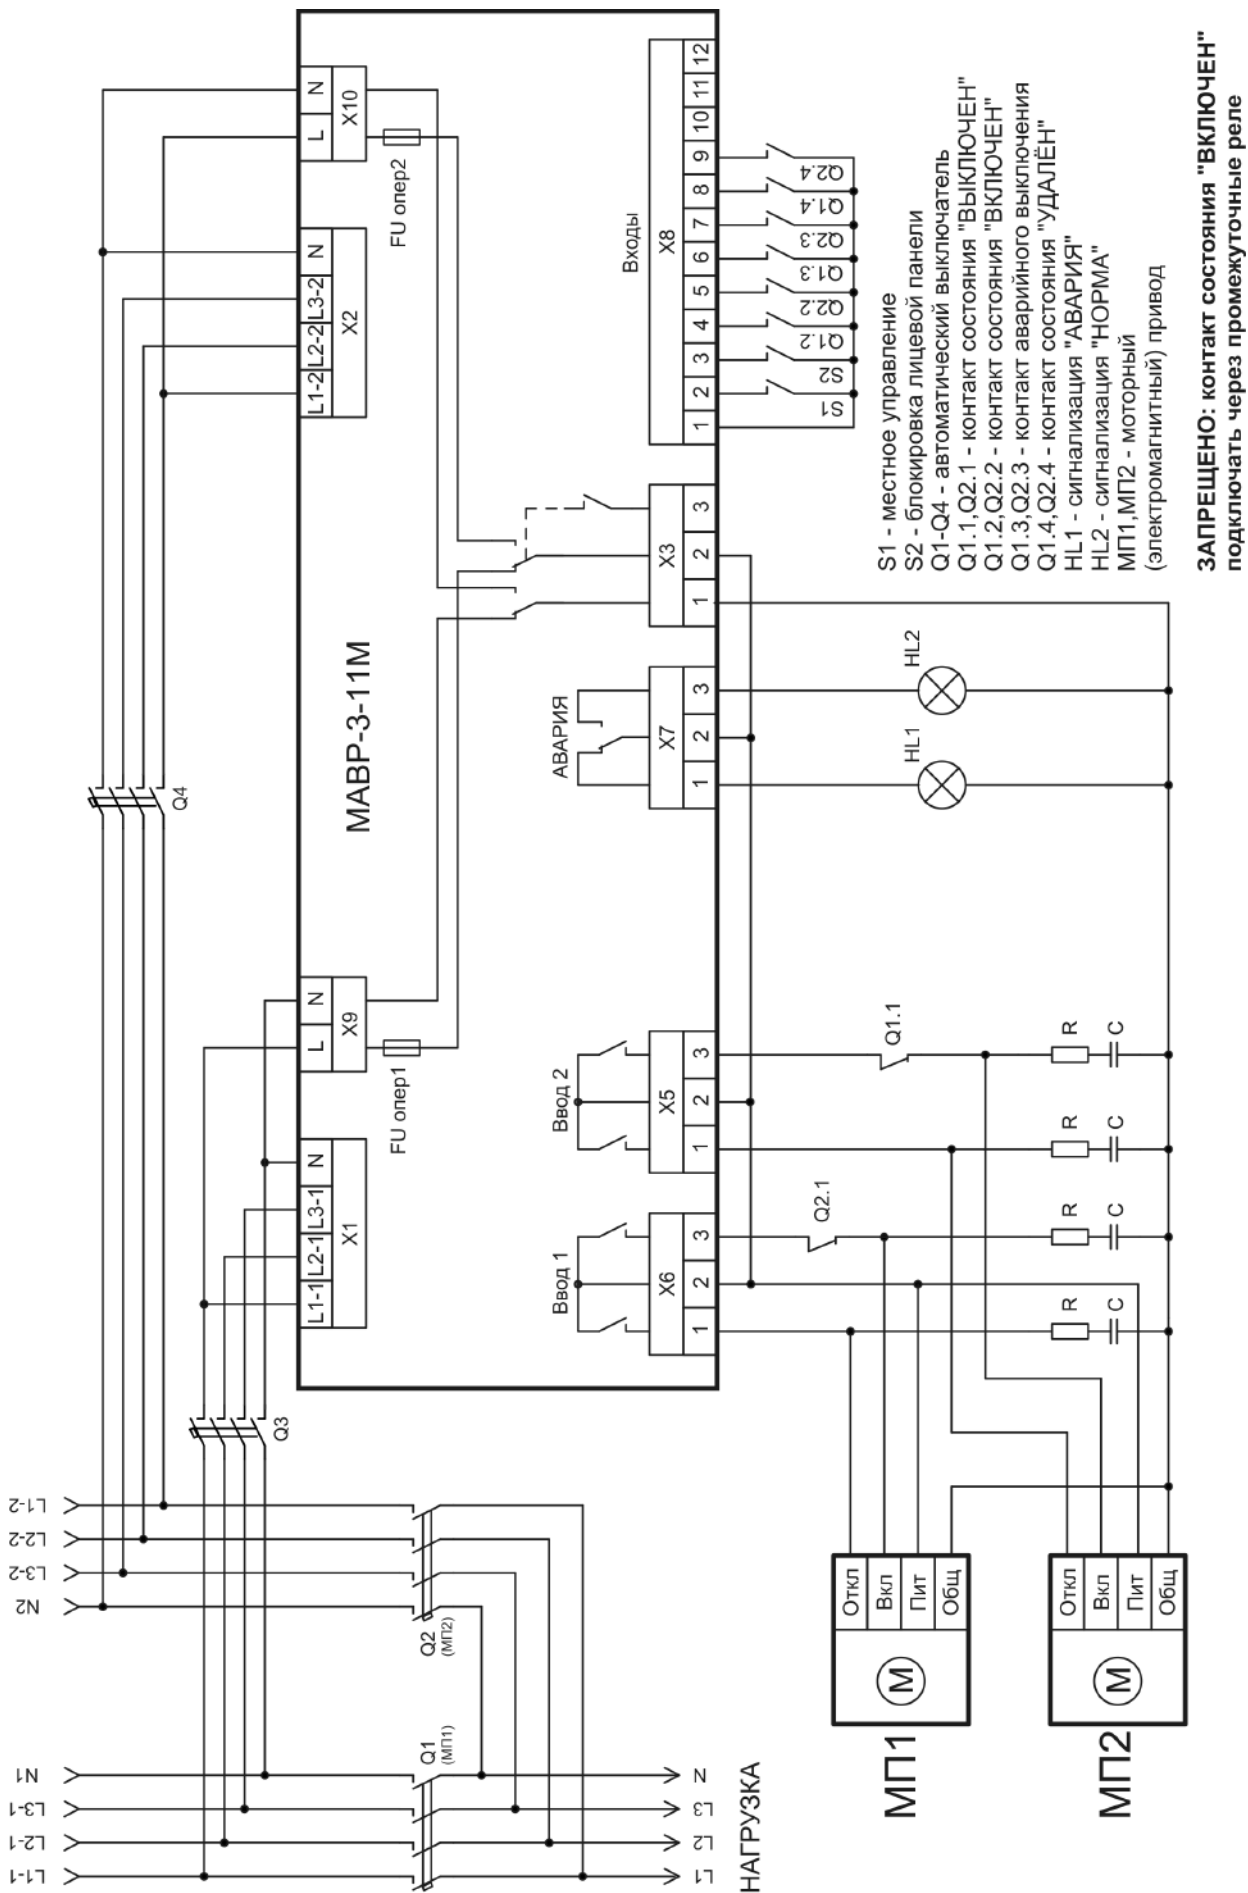 МАВР-3-11М
L1-1 L2-1 L3-1 N
X1
L N
X9
FU опер1
L1-2 L2-2 L3-2 N
X2
L N
X10
FU опер2
Q3
Q4
Ввод 1
X6
1 2 3
Ввод 2
X5
1 2 3
АВАРИЯ
X7
1 2 3
X3
1 2 3
Входы
X8
1 2 3 4 5 6 7 8 9 10 11 12
S1 S2 Q1.2 Q2.2 Q1.3 Q2.3 Q1.4 Q2.4
Q2.1
Q1.1
HL1
HL2
R C
R C
R C
R C
L1-2
L2-2
L3-2
N2
Q2
(МП2)
N1
L3-1
L2-1
L1-1
Q1
(МП1)
N
L3
L2
L1
НАГРУЗКА
МП1
М
Откл
Вкл
Пит
Общ
МП2
М
Откл
Вкл
Пит
Общ
S1 - местное управление
S2 - блокировка лицевой панели
Q1-Q4 - автоматический выключатель
Q1.1,Q2.1 - контакт состояния "ВЫКЛЮЧЕН"
Q1.2,Q2.2 - контакт состояния "ВКЛЮЧЕН"
Q1.3,Q2.3 - контакт аварийного выключения
Q1.4,Q2.4 - контакт состояния "УДАЛЁН"
HL1 - сигнализация "АВАРИЯ"
HL2 - сигнализация "НОРМА"
МП1,МП2 - моторный
(электромагнитный) привод
ЗАПРЕЩЕНО: контакт состояния "ВКЛЮЧЕН"
подключать через промежуточные реле